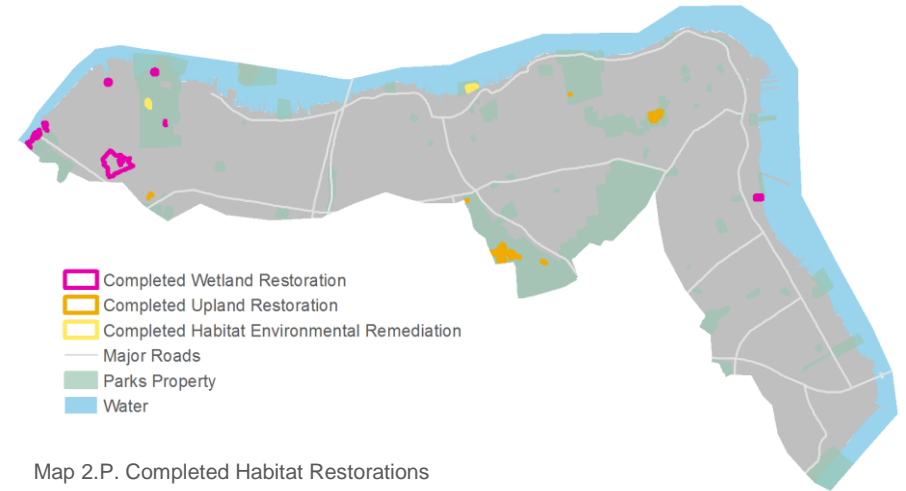 Completed Wetland Restoration
Completed Upland Restoration
Completed Habitat Environmental Remediation
Major Roads
Parks Property
Water
Map 2.P. Completed Habitat Restorations